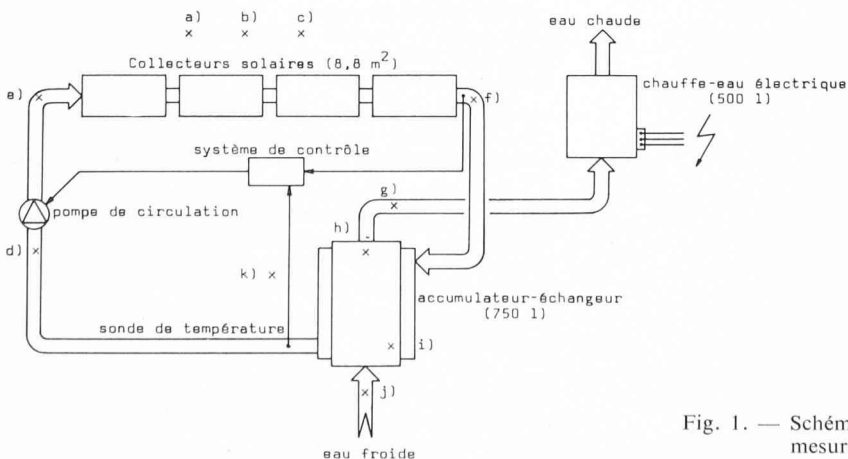 a) b) c)
eau chaude
Collecteurs solaires (8,8 m²)
chauffe-eau électrique
(500 l)
e)
f)
système de contrôle
g)
pompe de circulation
h)
d)
k)
accumulateur-échangeur
(750 l)
sonde de température
i)
j)
eau froide
Fig. 1. — Schém
mesur